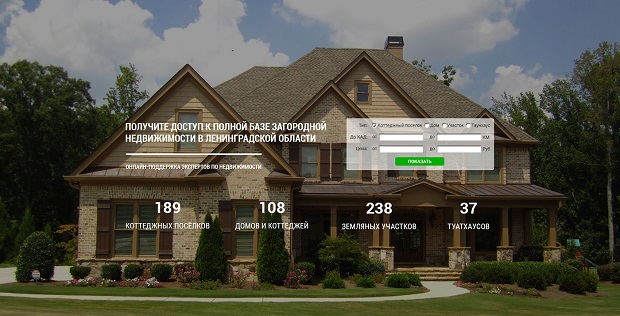 ПОЛУЧИТЕ ДОСТУП К ПОЛНОЙ БАЗЕ ЗАГОРОДНОЙ
НЕДВИЖИМОСТИ В ЛЕНИНГРАДСКОЙ ОБЛАСТИ
ОНЛАЙН-ПОДДЕРЖКА ЭКСПЕРТОВ ПО НЕДВИЖИМОСТИ
Тип: Коттеджный поселок Дом Участок Таунхаус
До КАД: от до КМ
Цена: от до Руб
ПОКАЗАТЬ
189 108 238 37
КОТТЕДЖНЫХ ПОСЁЛКОВ ДОМОВ И КОТТЕДЖЕЙ ЗЕМЛЯНЫХ УЧАСТКОВ ТУАТХАУСОВ